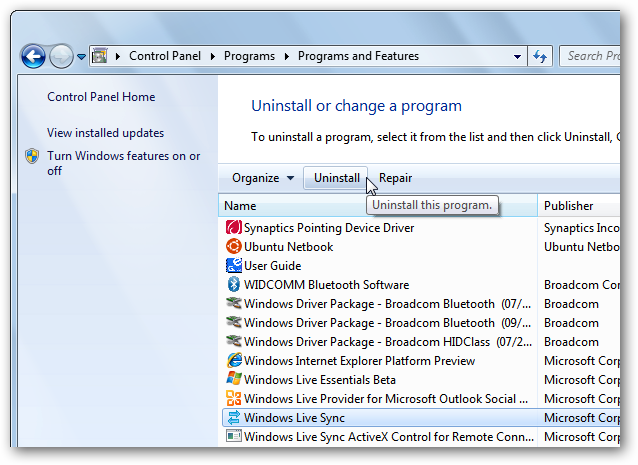 Control Panel Programs Programs and Features Search Pro
Control Panel Home
View installed updates
Turn Windows features on or
off
Uninstall or change a program
To uninstall a program, select it from the list and then click Uninstall, C
Organize Uninstall Repair
Uninstall this program.
Name Publisher
Synaptics Pointing Device Driver Synaptics Inco
Ubuntu Netbook Ubuntu Netbo
User Guide
WIDCOMM Bluetooth Software Broadcom Cor
Windows Driver Package - Broadcom Bluetooth (07/... Broadcom
Windows Driver Package - Broadcom Bluetooth (09/... Broadcom
Windows Driver Package - Broadcom HIDClass (07/2... Broadcom
Windows Internet Explorer Platform Preview Microsoft Corp
Windows Live Essentials Beta Microsoft Corp
Windows Live Provider for Microsoft Outlook Social ... Microsoft Corp
Windows Live Sync Microsoft Corp
Windows Live Sync ActiveX Control for Remote Conn... Microsoft Corp